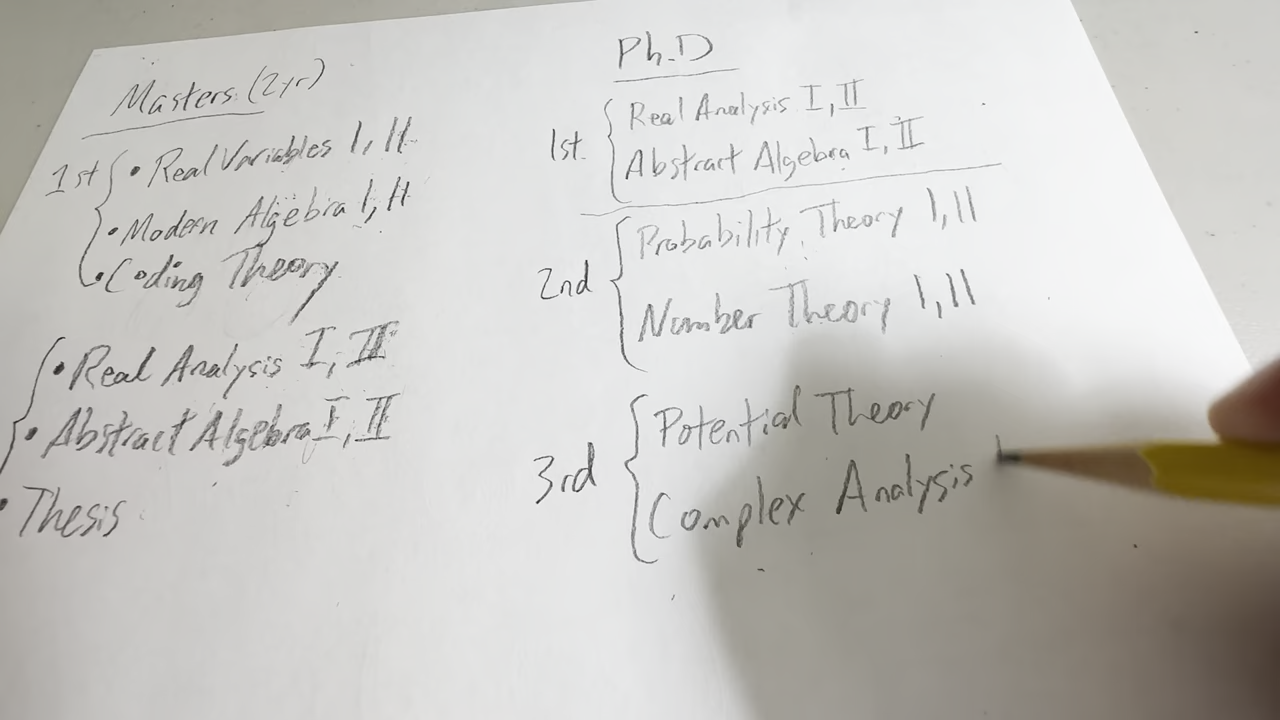 Masters (2yr)
1st
• Real Variables I, II
• Modern Algebra I, II
• Coding Theory
• Real Analysis I, II
• Abstract Algebra I, II
• Thesis
Ph.D
1st
Real Analysis I, II
Abstract Algebra I, II
2nd
Probability Theory I, II
Number Theory I, II
3rd
Potential Theory
Complex Analysis I